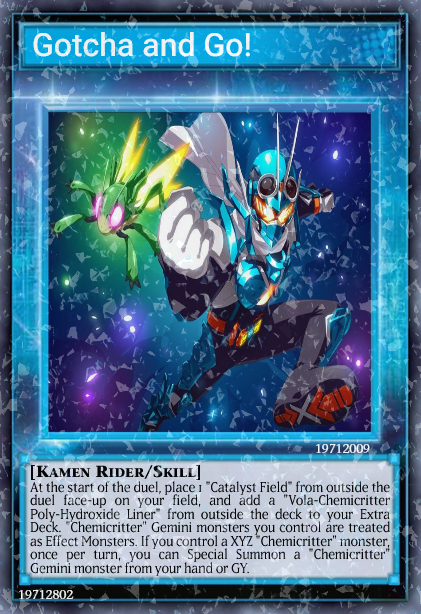 Gotcha and Go!
19712009
[KAMEN RIDER/SKILL]
At the start of the duel, place 1 "Catalyst Field" from outside the
duel face-up on your field, and add a "Vola-Chemicritter
Poly-Hydroxide Liner" from outside the deck to your Extra
Deck. "Chemicritter" Gemini monsters you control are treated
as Effect Monsters. If you control a XYZ "Chemicritter" monster,
once per turn, you can Special Summon a "Chemicritter"
Gemini monster from your hand or GY.
19712802